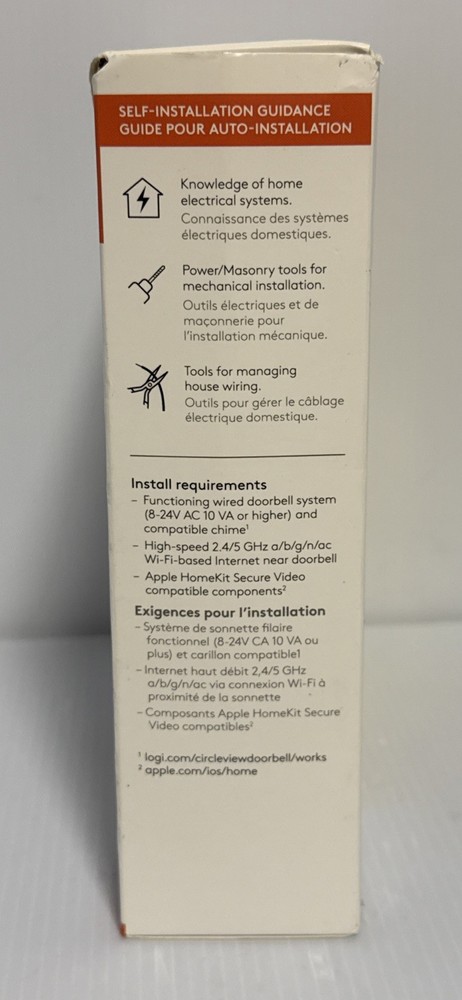 SELF-INSTALLATION GUIDANCE
GUIDE POUR AUTO-INSTALLATION
Knowledge of home
electrical systems.
Connaissance des systèmes
électriques domestiques.
Power/Masonry tools for
mechanical installation.
Outils électriques et de
maçonnerie pour
l'installation mécanique.
Tools for managing
house wiring.
Outils pour gérer le câblage
électrique domestique.
Install requirements
– Functioning wired doorbell system
(8-24V AC 10 VA or higher) and
compatible chime¹
– High-speed 2.4/5 GHz a/b/g/n/ac
Wi-Fi-based Internet near doorbell
– Apple HomeKit Secure Video
compatible components²
Exigences pour l'installation
– Système de sonnette filaire
fonctionnel (8-24V CA 10 VA ou
plus) et carillon compatible1
– Internet haut débit 2,4/5 GHz
a/b/g/n/ac via connexion Wi-Fi à
proximité de la sonnette
– Composants Apple HomeKit Secure
Video compatibles²
¹ logi.com/circleviewdoorbell/works
² apple.com/ios/home